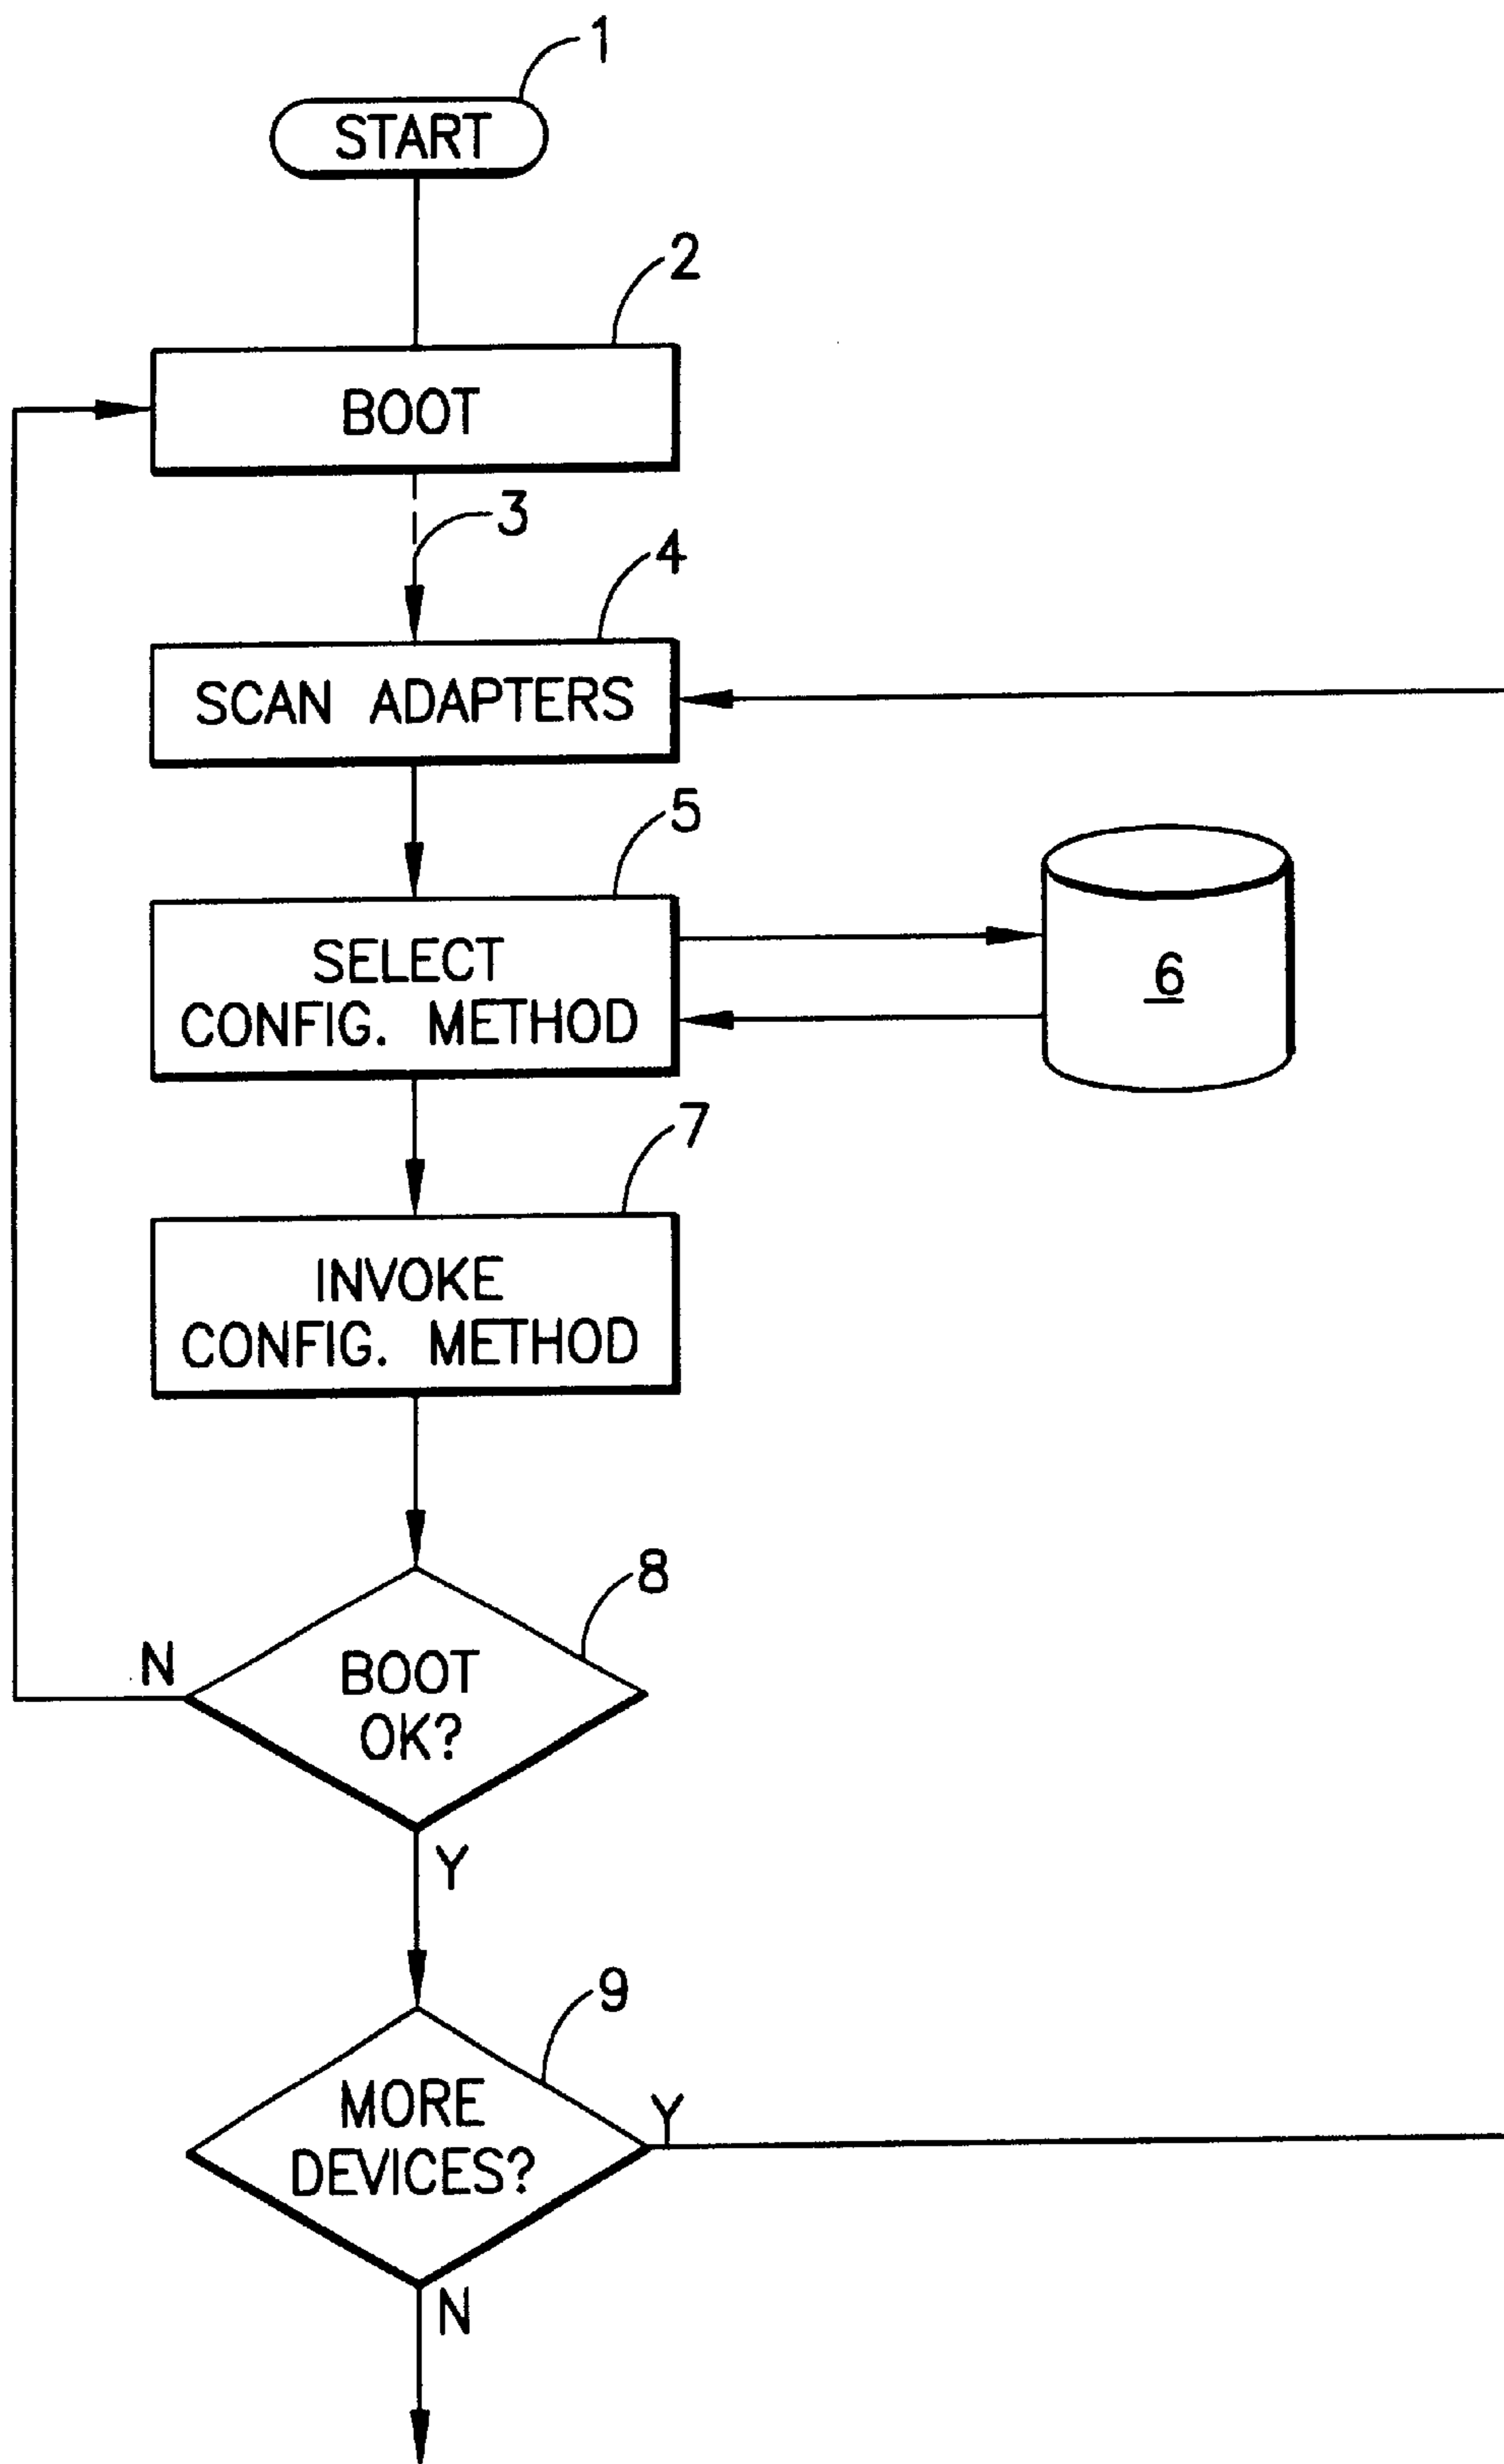 1
START
2
BOOT
3
4
SCAN ADAPTERS
5
SELECT
CONFIG. METHOD
6
7
INVOKE
CONFIG. METHOD
8
N
BOOT
OK?
Y
9
MORE
DEVICES?
Y
N